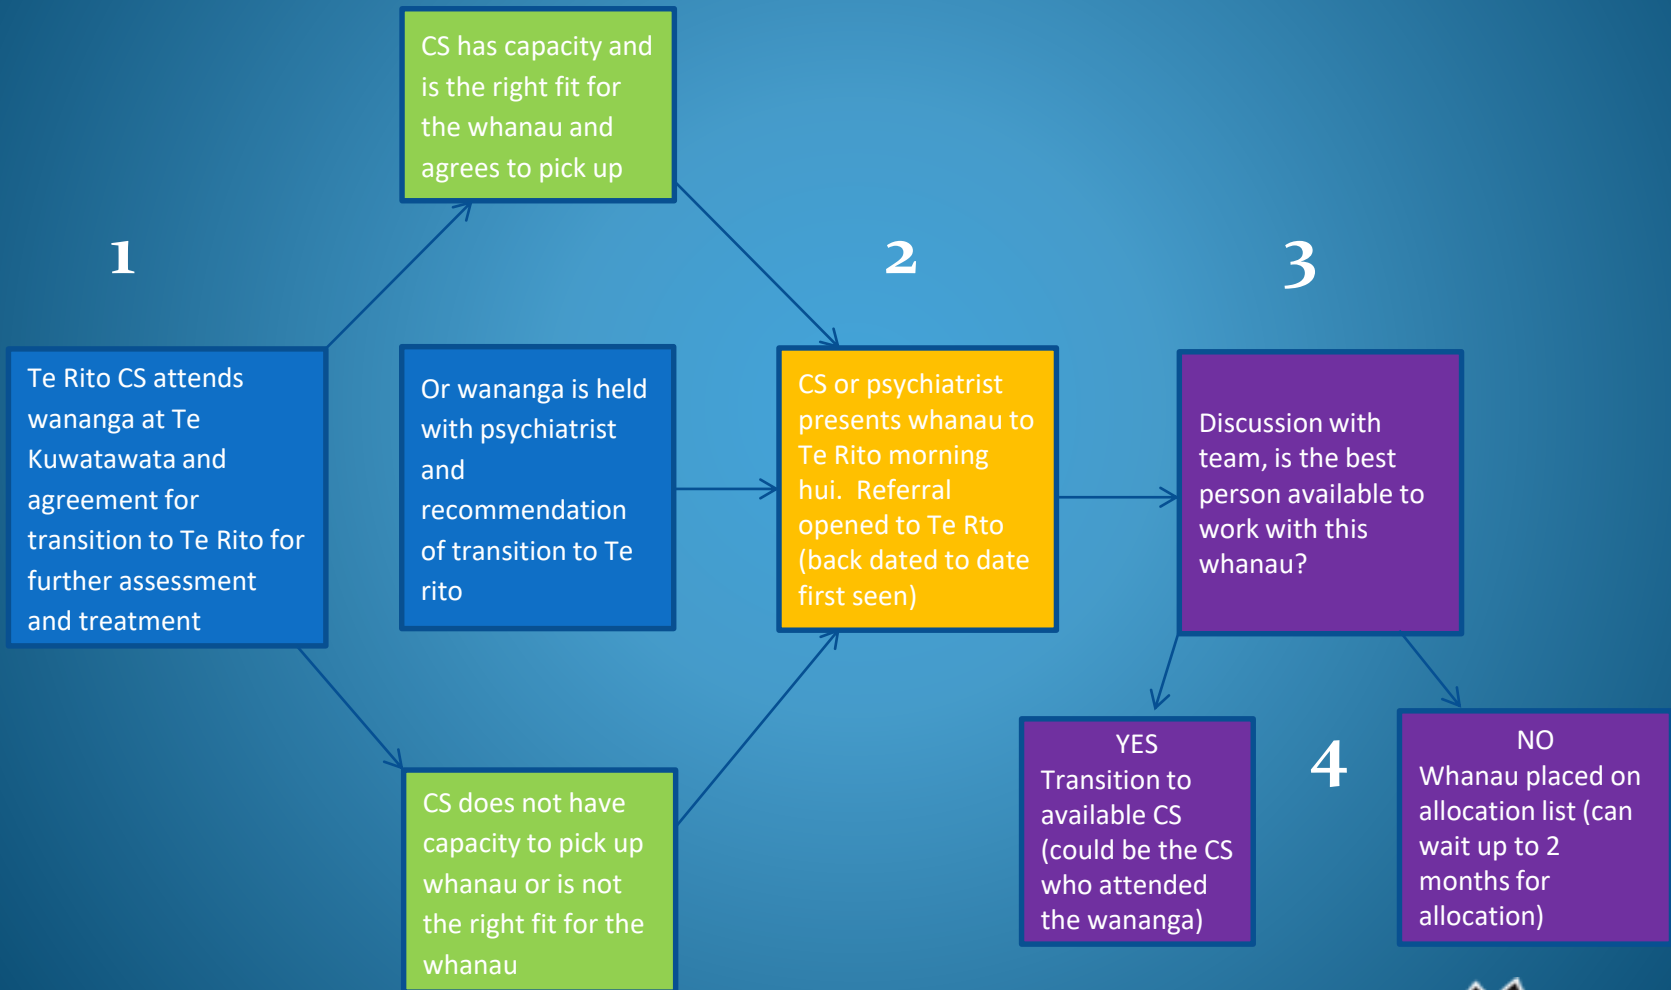 CS has capacity and
is the right fit for
the whanau and
agrees to pick up
1
2
3
Te Rito CS attends
wananga at Te
Kuwatawata and
agreement for
transition to Te Rito for
further assessment
and treatment
Or wananga is held
with psychiatrist
and
recommendation
of transition to Te
rito
CS or psychiatrist
presents whanau to
Te Rito morning
hui.  Referral
opened to Te Rto
(back dated to date
first seen)
Discussion with
team, is the best
person available to
work with this
whanau?
CS does not have
capacity to pick up
whanau or is not
the right fit for the
whanau
YES
Transition to
available CS
(could be the CS
who attended
the wananga)
4
NO
Whanau placed on
allocation list (can
wait up to 2
months for
allocation)